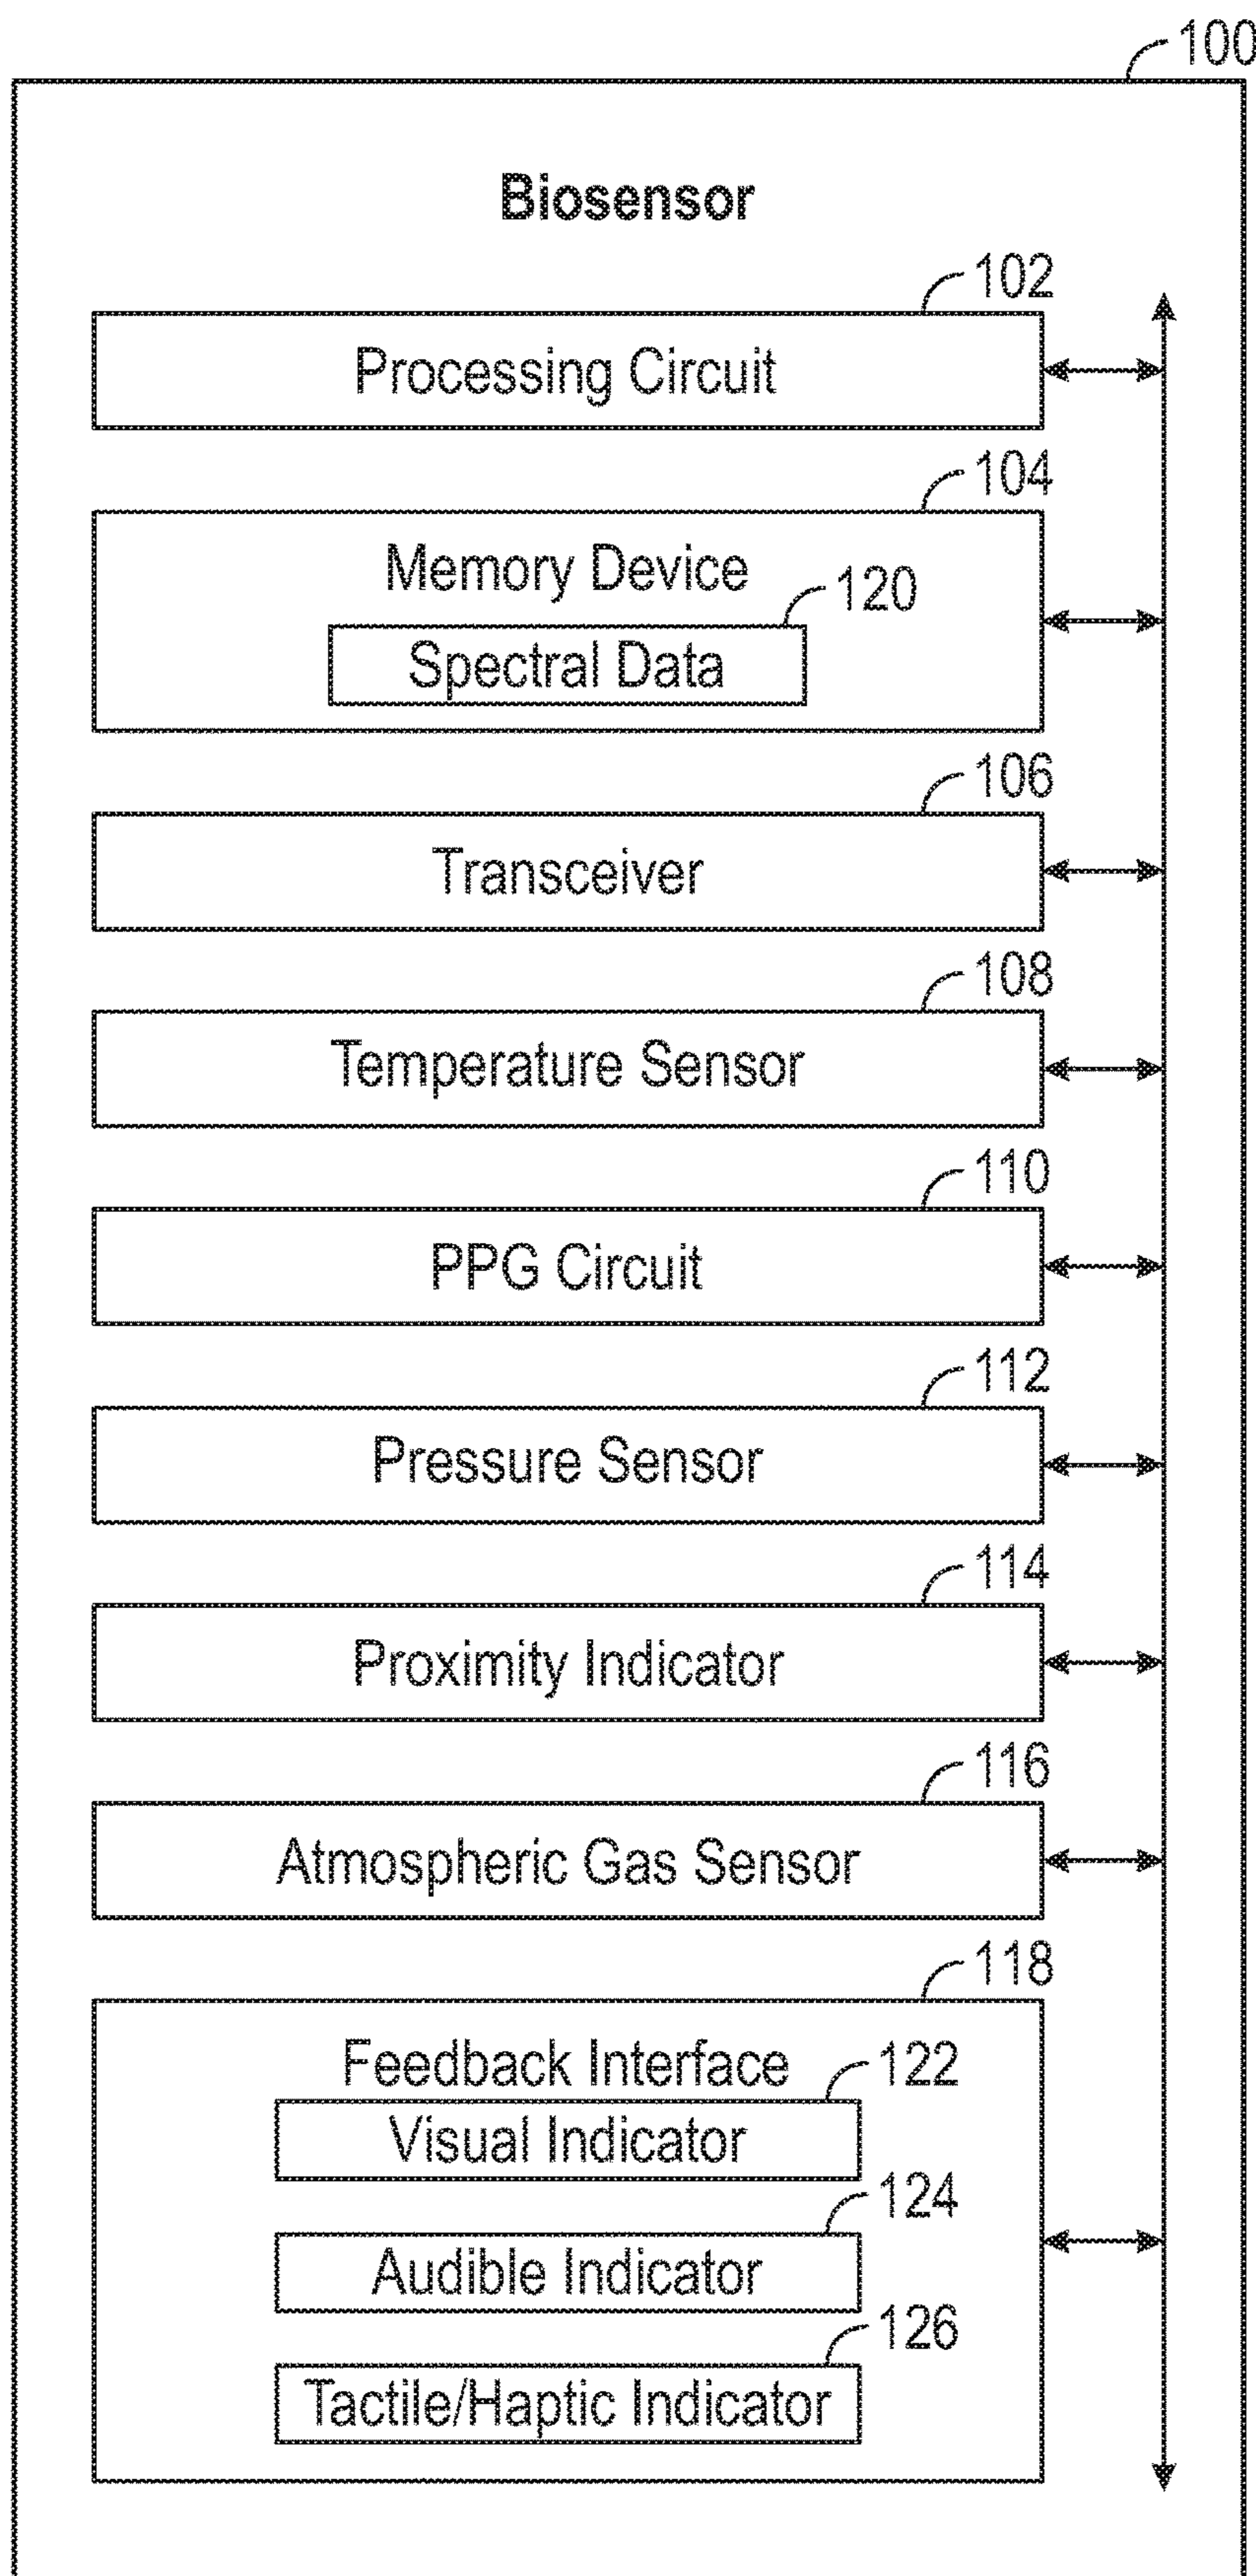 100
Biosensor
102
Processing Circuit
104
Memory Device
120
Spectral Data
106
Transceiver
108
Temperature Sensor
110
PPG Circuit
112
Pressure Sensor
114
Proximity Indicator
116
Atmospheric Gas Sensor
118
Feedback Interface
122
Visual Indicator
124
Audible Indicator
126
Tactile/Haptic Indicator